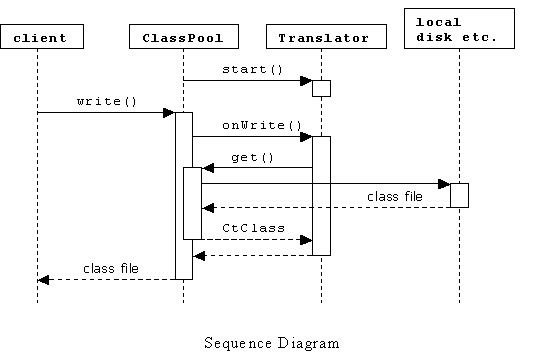 client
ClassPool
Translator
local
disk etc.
start()
write()
onWrite()
get()
class file
CtClass
class file
Sequence Diagram